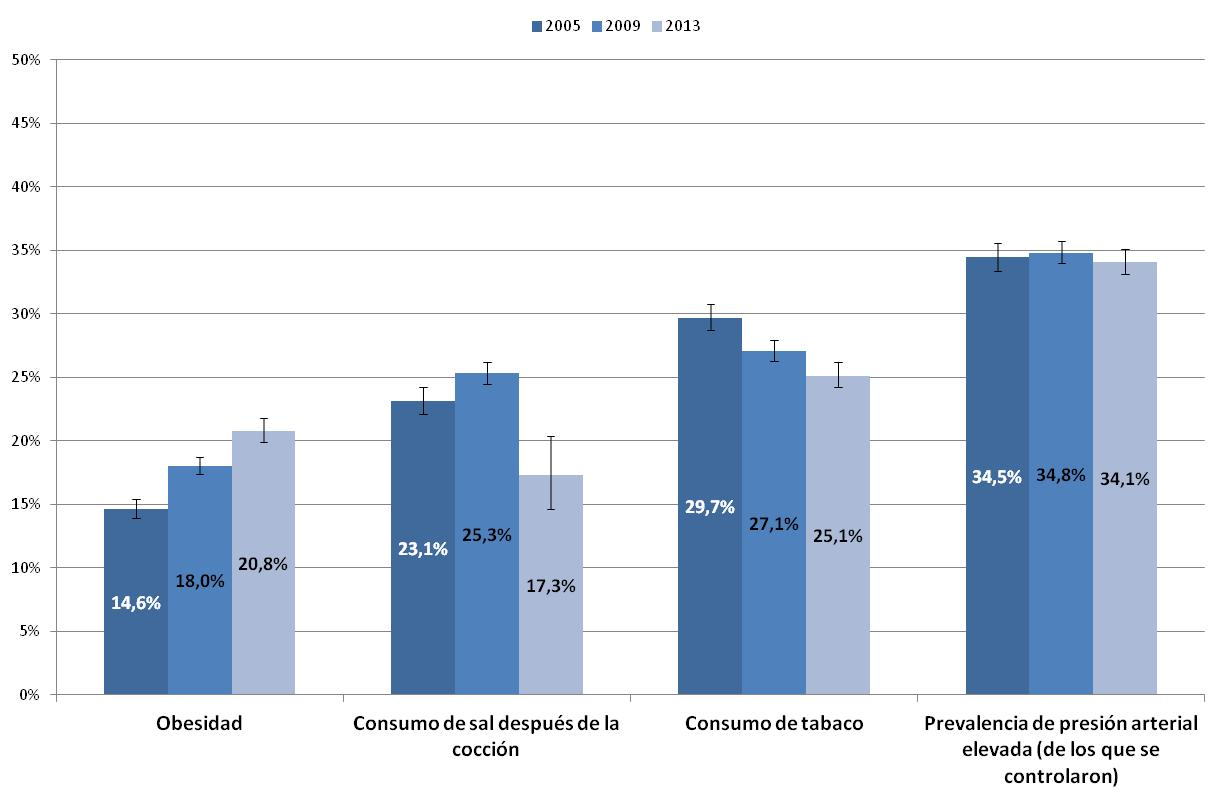 2005 2009 2013
50%
45%
40%
35%
30%
25%
20%
15%
10%
5%
0%
14,6%
18,0%
20,8%
23,1%
25,3%
17,3%
29,7%
27,1%
25,1%
34,5%
34,8%
34,1%
Obesidad
Consumo de sal después de la
cocción
Consumo de tabaco
Prevalencia de presión arterial
elevada (de los que se
controlaron)